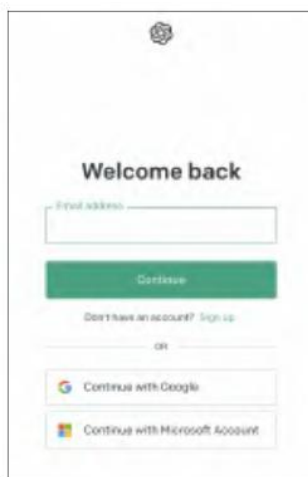 Welcome back
Email address
Continue
Don't have an account? Sign up
OR
Continue with Google
Continue with Microsoft Account